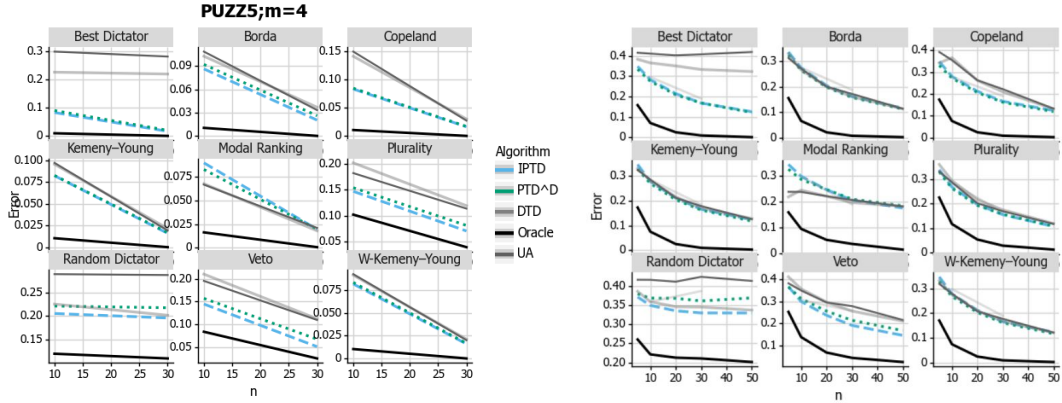 PUZZ5;m=4
Best Dictator
Borda
Copeland
0.3
0.2
0.1
0
0.09
0.05
0
0.15
0.10
0.05
0
Kemeny–Young
Modal Ranking
Plurality
0.100
0.075
0.050
0.025
0
0.075
0.050
0.025
0
0.20
0.15
0.10
0.05
Error
Random Dictator
Veto
W-Kemeny–Young
0.25
0.20
0.15
0.20
0.15
0.10
0.05
0.075
0.050
0.025
0
10 15 20 25 30
10 15 20 25 30
10 15 20 25 30
n
Algorithm
IPTD
PTD^D
DTD
Oracle
UA
Best Dictator
Borda
Copeland
0.4
0.3
0.2
0.1
0
0.3
0.2
0.1
0
0.4
0.3
0.2
0.1
0
Kemeny–Young
Modal Ranking
Plurality
0.3
0.2
0.1
0
0.3
0.2
0.1
0
0.3
0.2
0.1
0
Error
Random Dictator
Veto
W-Kemeny–Young
0.40
0.35
0.30
0.25
0.20
0.4
0.3
0.2
0.1
0.4
0.3
0.2
0.1
0
10 20 30 40 50
10 20 30 40 50
10 20 30 40 50
n